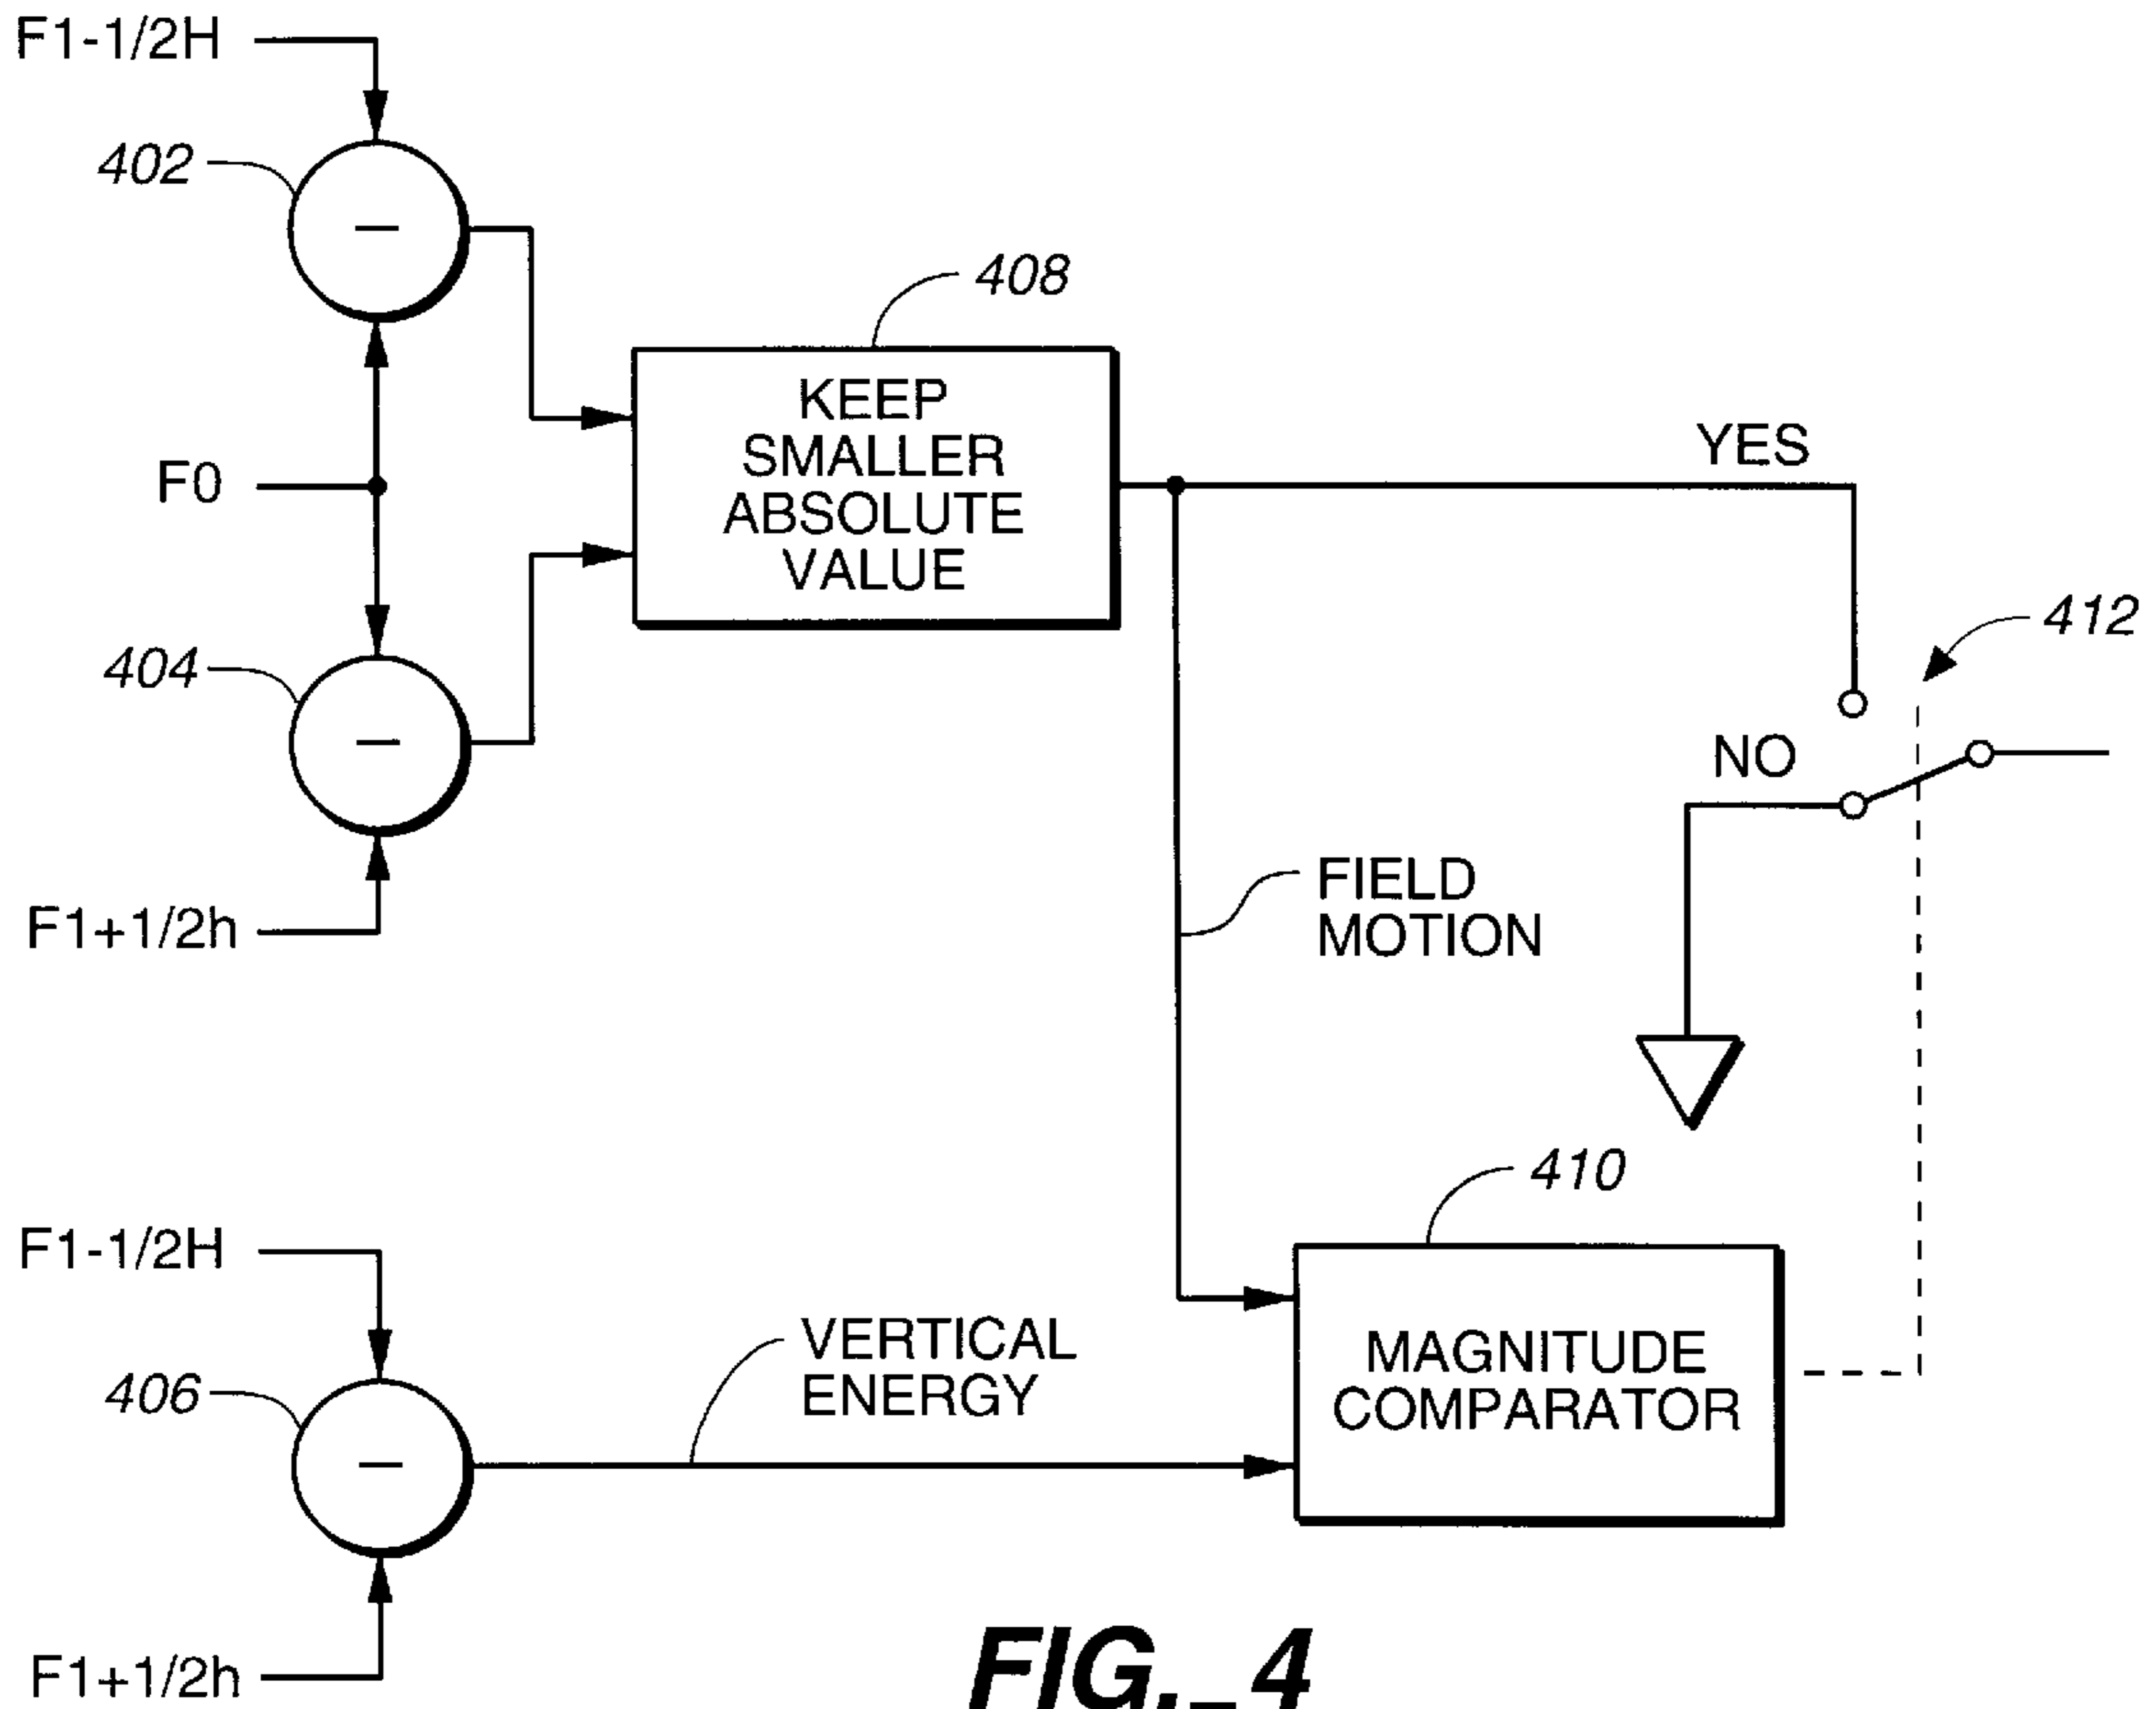 F1-1/2H
402
408
KEEP
SMALLER
ABSOLUTE
VALUE
YES
F0
412
404
NO
FIELD
MOTION
F1+1/2h
410
F1-1/2H
VERTICAL
ENERGY
MAGNITUDE
COMPARATOR
406
F1+1/2h
FIG._4